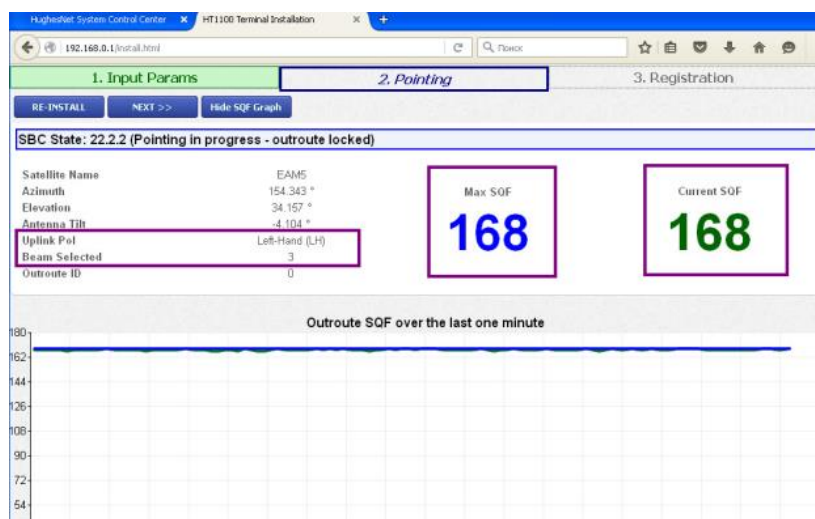 HughesNet System Control Center
HT1100 Terminal Installation
192.168.0.1/install.html
Поиск
1. Input Params
2. Pointing
3. Registration
RE-INSTALL
NEXT >>
Hide SQF Graph
SBC State: 22.2.2 (Pointing in progress - outroute locked)
Satellite Name EAM5
Azimuth 154.343 °
Elevation 34.157 °
Antenna Tilt -4.104 °
Uplink Pol Left-Hand (LH)
Beam Selected 3
Outroute ID 0
Max SQF
168
Current SQF
168
Outroute SQF over the last one minute
180
162
144
126
108
90
72
54